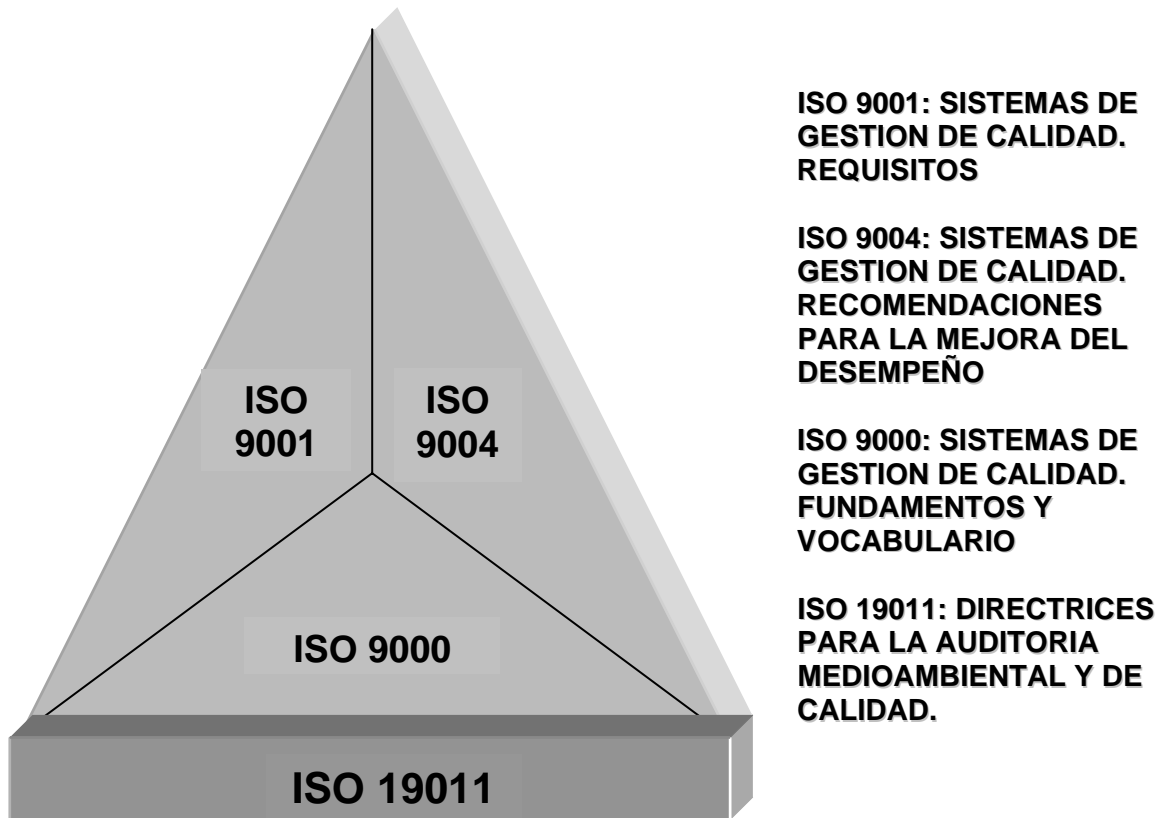 ISO
9001
ISO
9004
ISO 9000
ISO 19011
ISO 9001: SISTEMAS DE
GESTION DE CALIDAD.
REQUISITOS
ISO 9004: SISTEMAS DE
GESTION DE CALIDAD.
RECOMENDACIONES
PARA LA MEJORA DEL
DESEMPEÑO
ISO 9000: SISTEMAS DE
GESTION DE CALIDAD.
FUNDAMENTOS Y
VOCABULARIO
ISO 19011: DIRECTRICES
PARA LA AUDITORIA
MEDIOAMBIENTAL Y DE
CALIDAD.